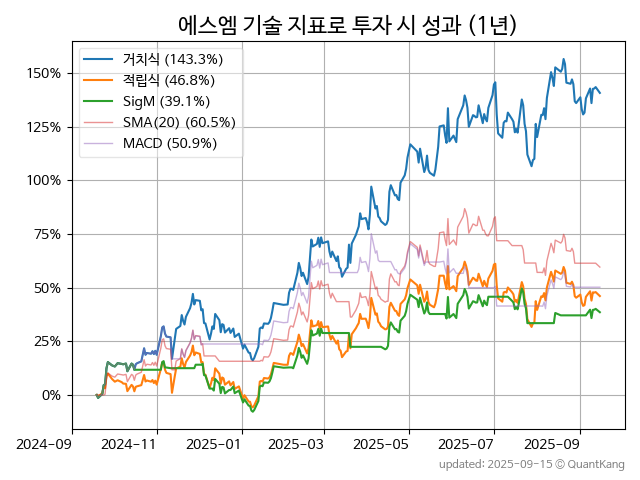 에스엠 기술 지표로 투자 시 성과 (1년)
거치식 (143.3%)
적립식 (46.8%)
SigM (39.1%)
SMA(20) (60.5%)
MACD (50.9%)
150%
125%
100%
75%
50%
25%
0%
2024-09 2024-11 2025-01 2025-03 2025-05 2025-07 2025-09
updated: 2025-09-15 © QuantKang